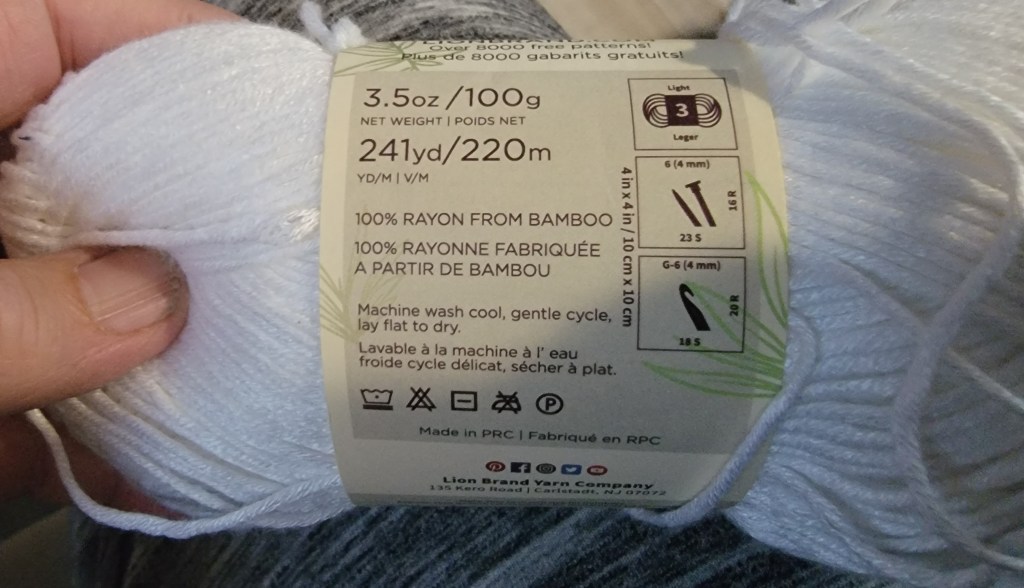 Over 8000 free patterns!
Plus de 8000 gabarits gratuits!
3.5oz/100g
NET WEIGHT | POIDS NET
241yd/220m
YD/M | V/M
100% RAYON FROM BAMBOO
100% RAYONNE FABRIQUÉE
A PARTIR DE BAMBOU
Machine wash cool, gentle cycle,
lay flat to dry.
Lavable à la machine à l' eau
froide cycle délicat, sécher à plat.
P
Made in PRC | Fabriqué en RPC
Light
3
Leger
4 in x 4 in / 10 cm x 10 cm
6 (4 mm)
16 R
23 S
G-6 (4 mm)
20 R
18 S
Lion Brand Yarn Company
135 Kero Road | Carlstadt, NJ 07072